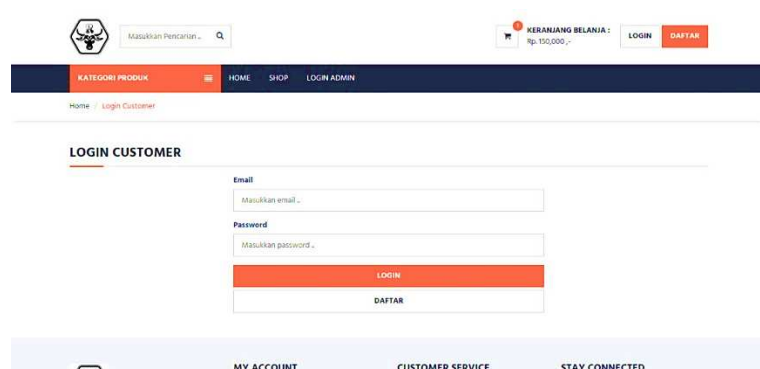 R
Masukkan Pencarian ..
1
KERANJANG BELANJA :
Rp. 150,000 ,-
LOGIN
DAFTAR
KATEGORI PRODUK
HOME
SHOP
LOGIN ADMIN
Home / Login Customer
LOGIN CUSTOMER
Email
Masukkan email ..
Password
Masukkan password ..
LOGIN
DAFTAR
MY ACCOUNT
CUSTOMER SERVICE
STAY CONNECTED